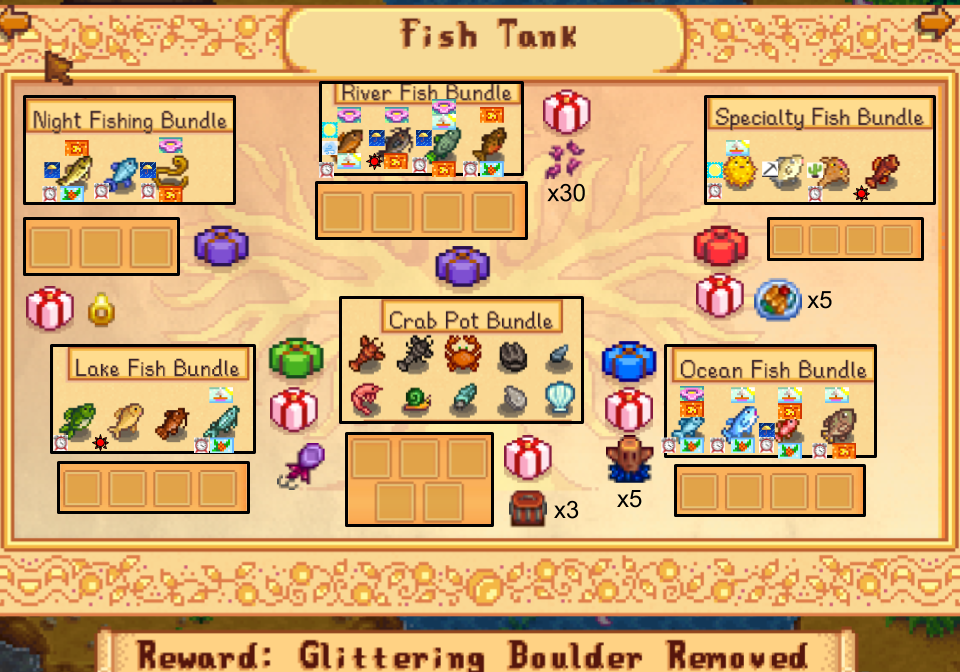 Fish Tank
River Fish Bundle
Night Fishing Bundle
Specialty Fish Bundle
x30
x5
Crab Pot Bundle
Lake Fish Bundle
Ocean Fish Bundle
x5
x3
Reward: Glittering Boulder Removed